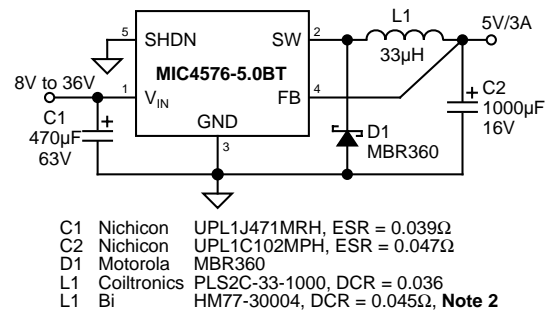 L1
5V/3A
5 SHDN SW 2
33µH
MIC4576-5.0BT
8V to 36V
1 VIN FB 4
C2
1000µF
16V
C1
470µF
63V
GND
3
D1
MBR360
C1 Nichicon UPL1J471MRH, ESR = 0.039Ω
C2 Nichicon UPL1C102MPH, ESR = 0.047Ω
D1 Motorola MBR360
L1 Coiltronics PLS2C-33-1000, DCR = 0.036
L1 Bi HM77-30004, DCR = 0.045Ω, Note 2